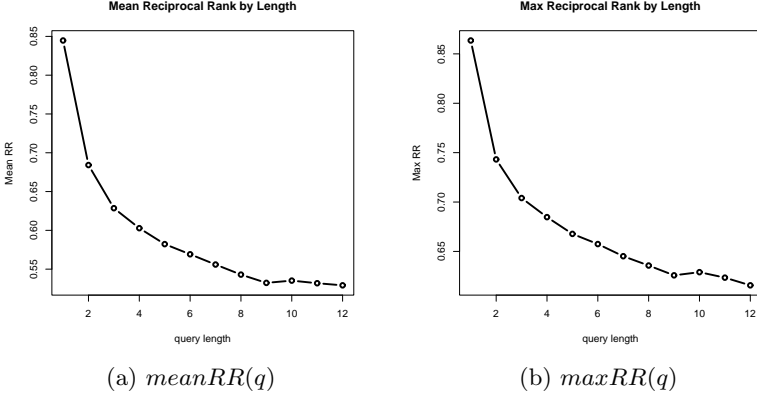 Mean Reciprocal Rank by Length
Mean RR
0.85
0.80
0.75
0.70
0.65
0.60
0.55
2 4 6 8 10 12
query length
(a) meanRR(q)
Max Reciprocal Rank by Length
Max RR
0.85
0.80
0.75
0.70
0.65
2 4 6 8 10 12
query length
(b) maxRR(q)